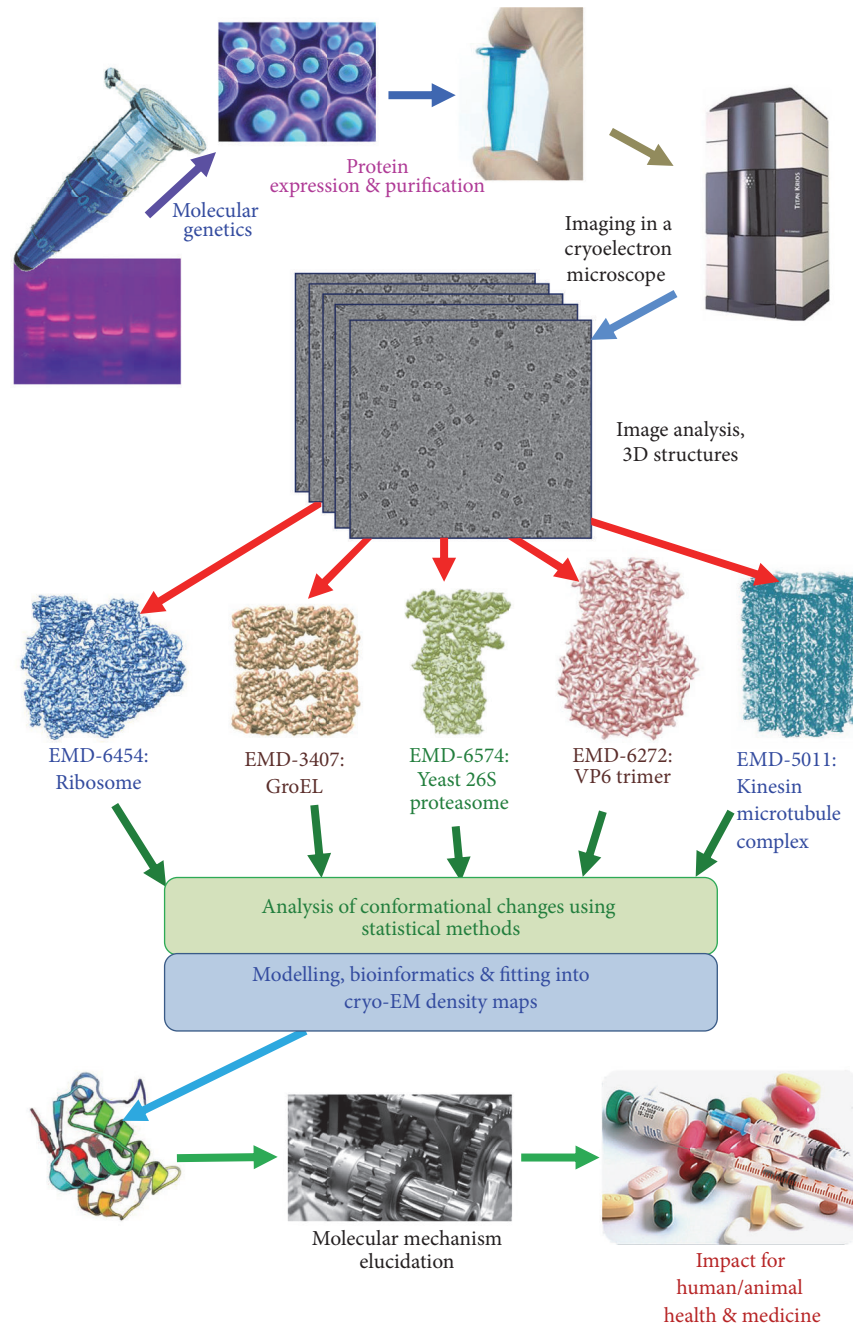 Molecular
genetics
Protein
expression & purification
TITAN KRIOS
Imaging in a
cryoelectron
microscope
Image analysis,
3D structures
EMD-6454:
Ribosome
EMD-3407:
GroEL
EMD-6574:
Yeast 26S
proteasome
EMD-6272:
VP6 trimer
EMD-5011:
Kinesin
microtubule
complex
Analysis of conformational changes using
statistical methods
Modelling, bioinformatics & fitting into
cryo-EM density maps
Molecular mechanism
elucidation
Impact for
human/animal
health & medicine